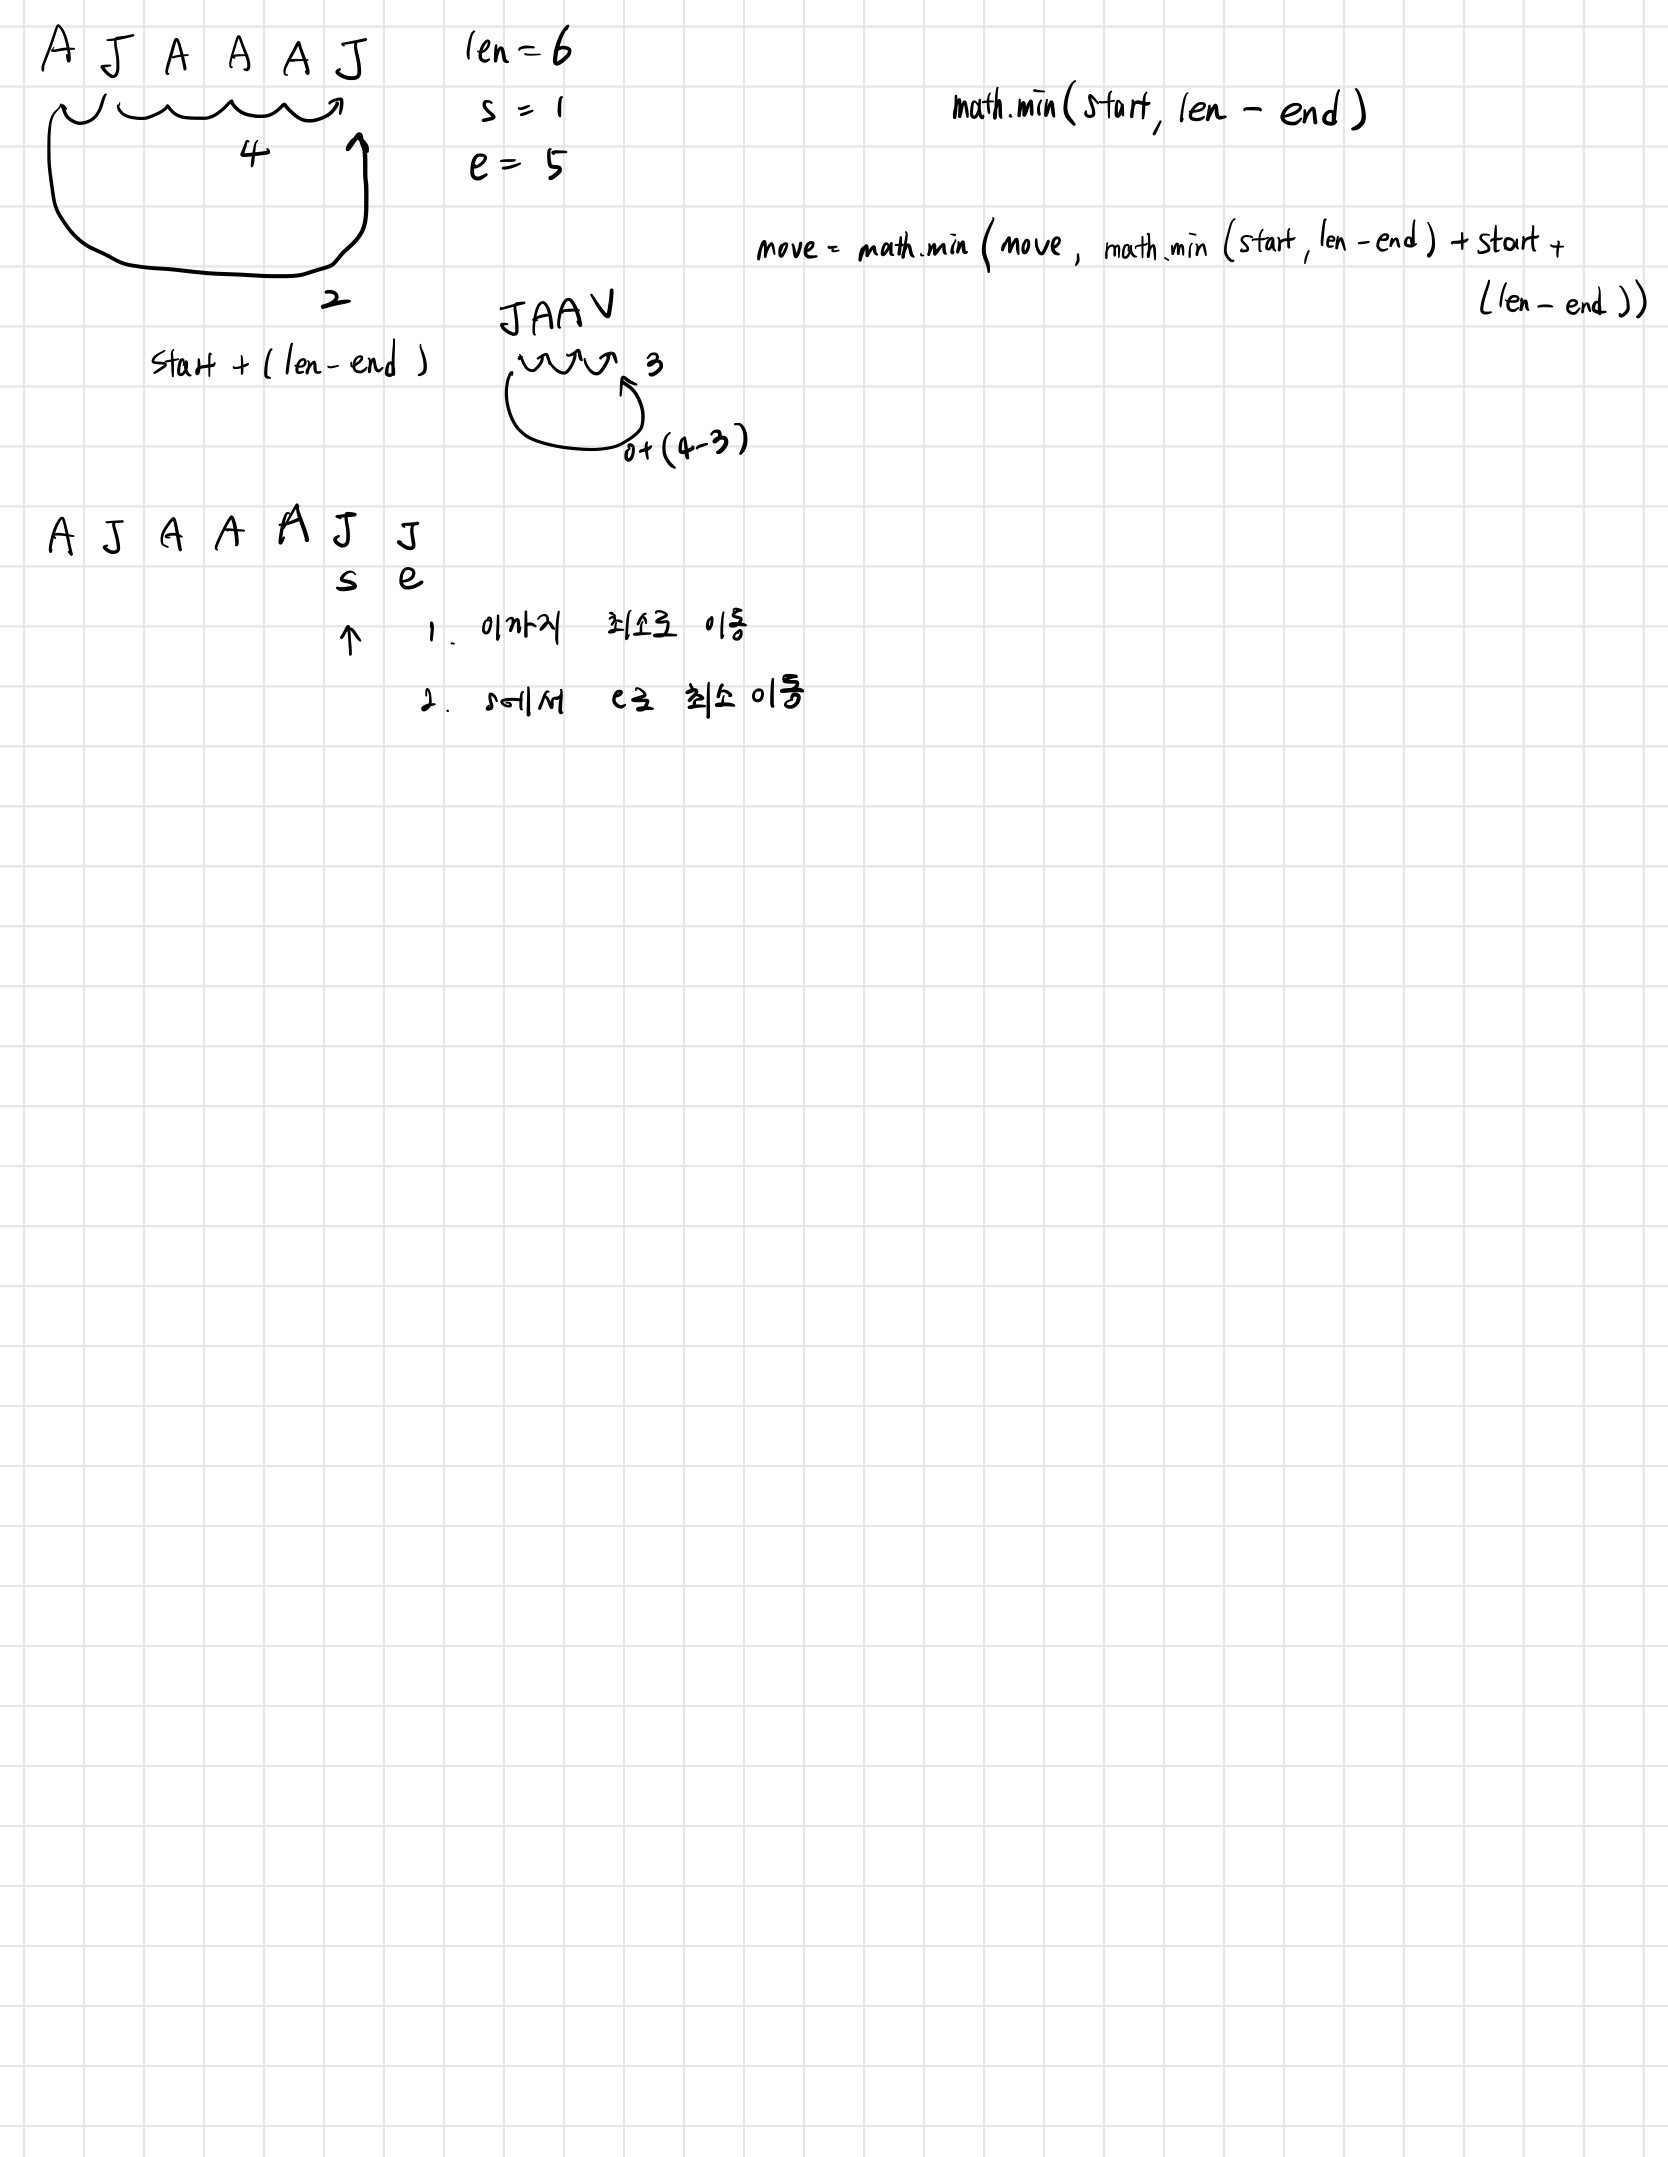 A J A A A J
len = 6
s = 1
e = 5
4
2
start + (len - end)
math.min(start, len - end)
move = math.min(move, math.min(start, len - end) + start +
(len - end))
JAAV
3
0+(4-3)
A J A A A J J
s e
1. 이까지 최소로 이동
2. s에서 e로 최소 이동